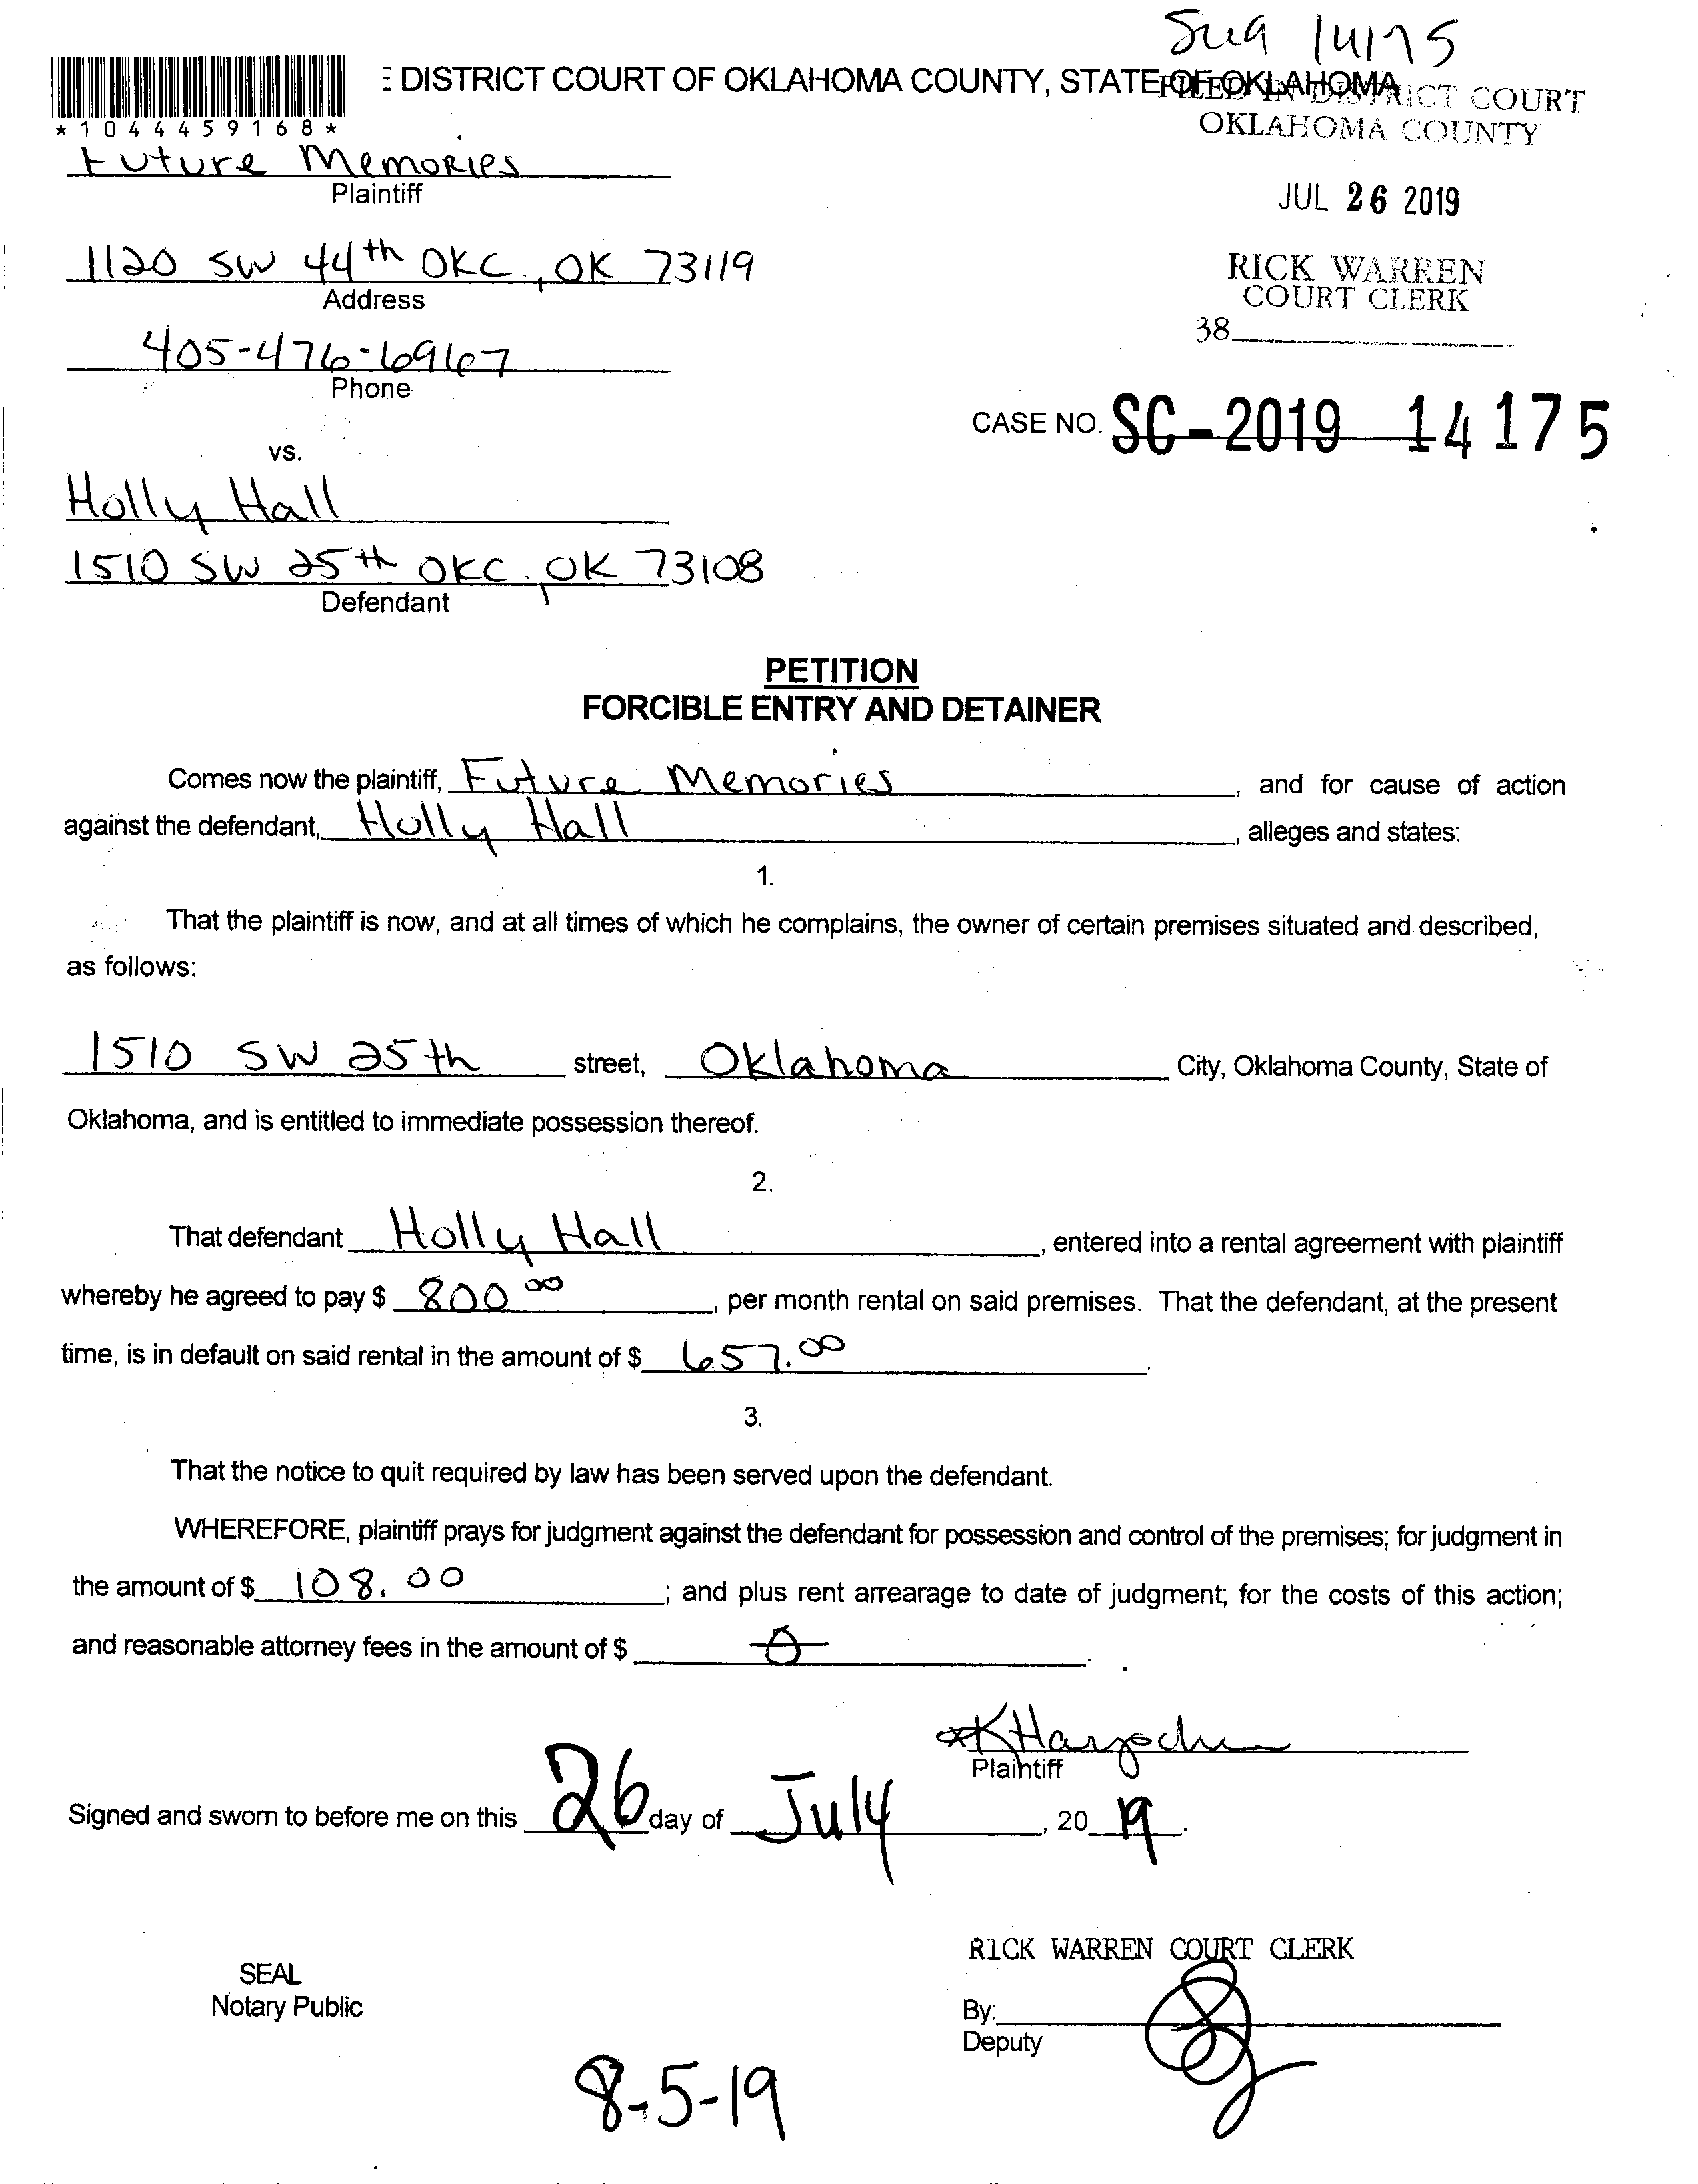 Sug 14175
DISTRICT COURT OF OKLAHOMA COUNTY, STATE OF OKLAHOMA
FILED IN DISTRICT COURT
OKLAHOMA COUNTY
*1044459168*
Future Memories
Plaintiff
JUL 26 2019
1120 SW 44th OKC, OK 73119
Address
RICK WARREN
COURT CLERK
38
405-476-6967
Phone
CASE NO. SC-2019 14175
vs.
Holly Hall
1510 SW 25th OKC, OK 73108
Defendant
PETITION
FORCIBLE ENTRY AND DETAINER
Comes now the plaintiff, Future Memories, and for cause of action
against the defendant, Holly Hall, alleges and states:
1.
That the plaintiff is now, and at all times of which he complains, the owner of certain premises situated and described,
as follows:
1510 SW 25th street, Oklahoma City, Oklahoma County, State of
Oklahoma, and is entitled to immediate possession thereof.
2.
That defendant Holly Hall, entered into a rental agreement with plaintiff
whereby he agreed to pay $ 800 00, per month rental on said premises. That the defendant, at the present
time, is in default on said rental in the amount of $ 657.00.
3.
That the notice to quit required by law has been served upon the defendant.
WHEREFORE, plaintiff prays for judgment against the defendant for possession and control of the premises; for judgment in
the amount of $ 108.00; and plus rent arrearage to date of judgment; for the costs of this action;
and reasonable attorney fees in the amount of $ 0.
Plaintiff
Signed and sworn to before me on this 26 day of July, 20 19.
RICK WARREN COURT CLERK
SEAL
Notary Public
By:
Deputy
8-5-19